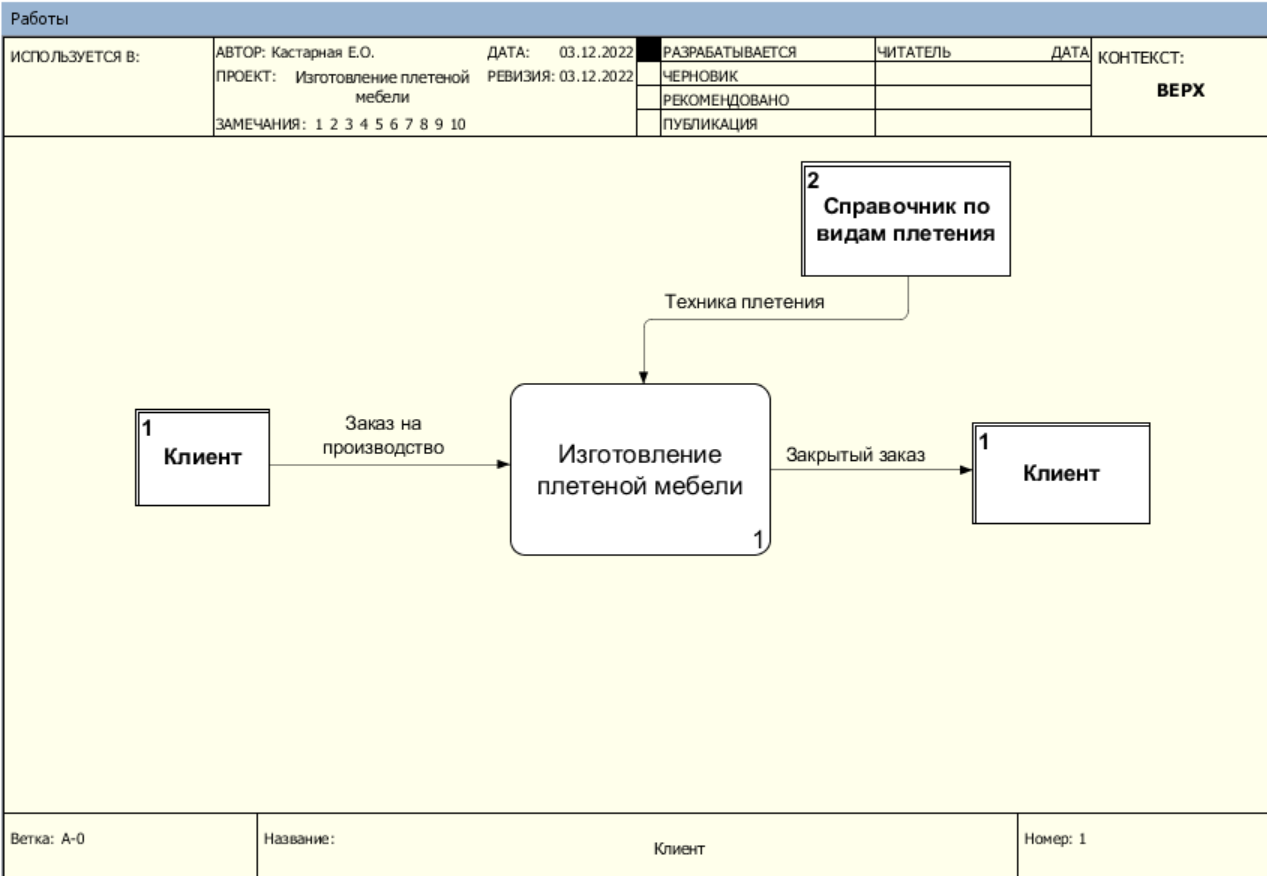 Работы
ИСПОЛЬЗУЕТСЯ В:
АВТОР: Кастарная Е.О.
ДАТА: 03.12.2022
ПРОЕКТ: Изготовление плетеной
мебели
РЕВИЗИЯ: 03.12.2022
ЗАМЕЧАНИЯ: 1 2 3 4 5 6 7 8 9 10
РАЗРАБАТЫВАЕТСЯ
ЧЕРНОВИК
РЕКОМЕНДОВАНО
ПУБЛИКАЦИЯ
ЧИТАТЕЛЬ
ДАТА
КОНТЕКСТ:
ВЕРХ
2
Справочник по
видам плетения
Техника плетения
1
Клиент
Заказ на
производство
Изготовление
плетеной мебели
1
Закрытый заказ
1
Клиент
Ветка: A-0
Название:
Клиент
Номер: 1